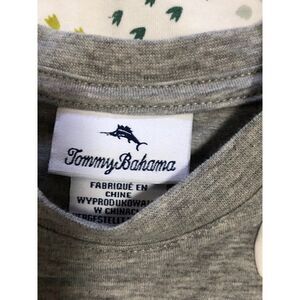 Tommy Bahama
FABRIQUÉ EN
CHINE
WYPRODUKOWANO
W CHINACH